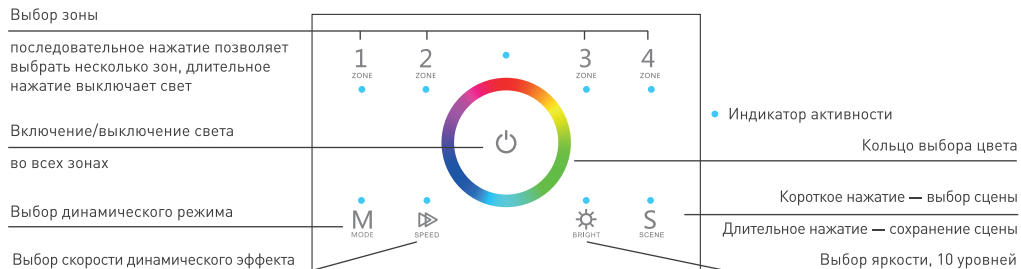 Выбор зоны
последовательное нажатие позволяет
выбрать несколько зон, длительное
нажатие выключает свет
Включение/выключение света
во всех зонах
Выбор динамического режима
Выбор скорости динамического эффекта
1 2 3 4
ZONE ZONE ZONE ZONE
M S
MODE SPEED BRIGHT SCENE
Индикатор активности
Кольцо выбора цвета
Короткое нажатие — выбор сцены
Длительное нажатие — сохранение сцены
Выбор яркости, 10 уровней